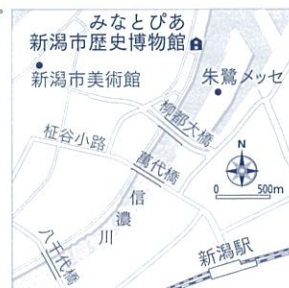 みなとぴあ
新潟市歴史博物館
新潟市美術館
朱鷺メッセ
柳都大橋
柾谷小路
萬代橋
N
0 500m
信濃川
八千代橋
新潟駅